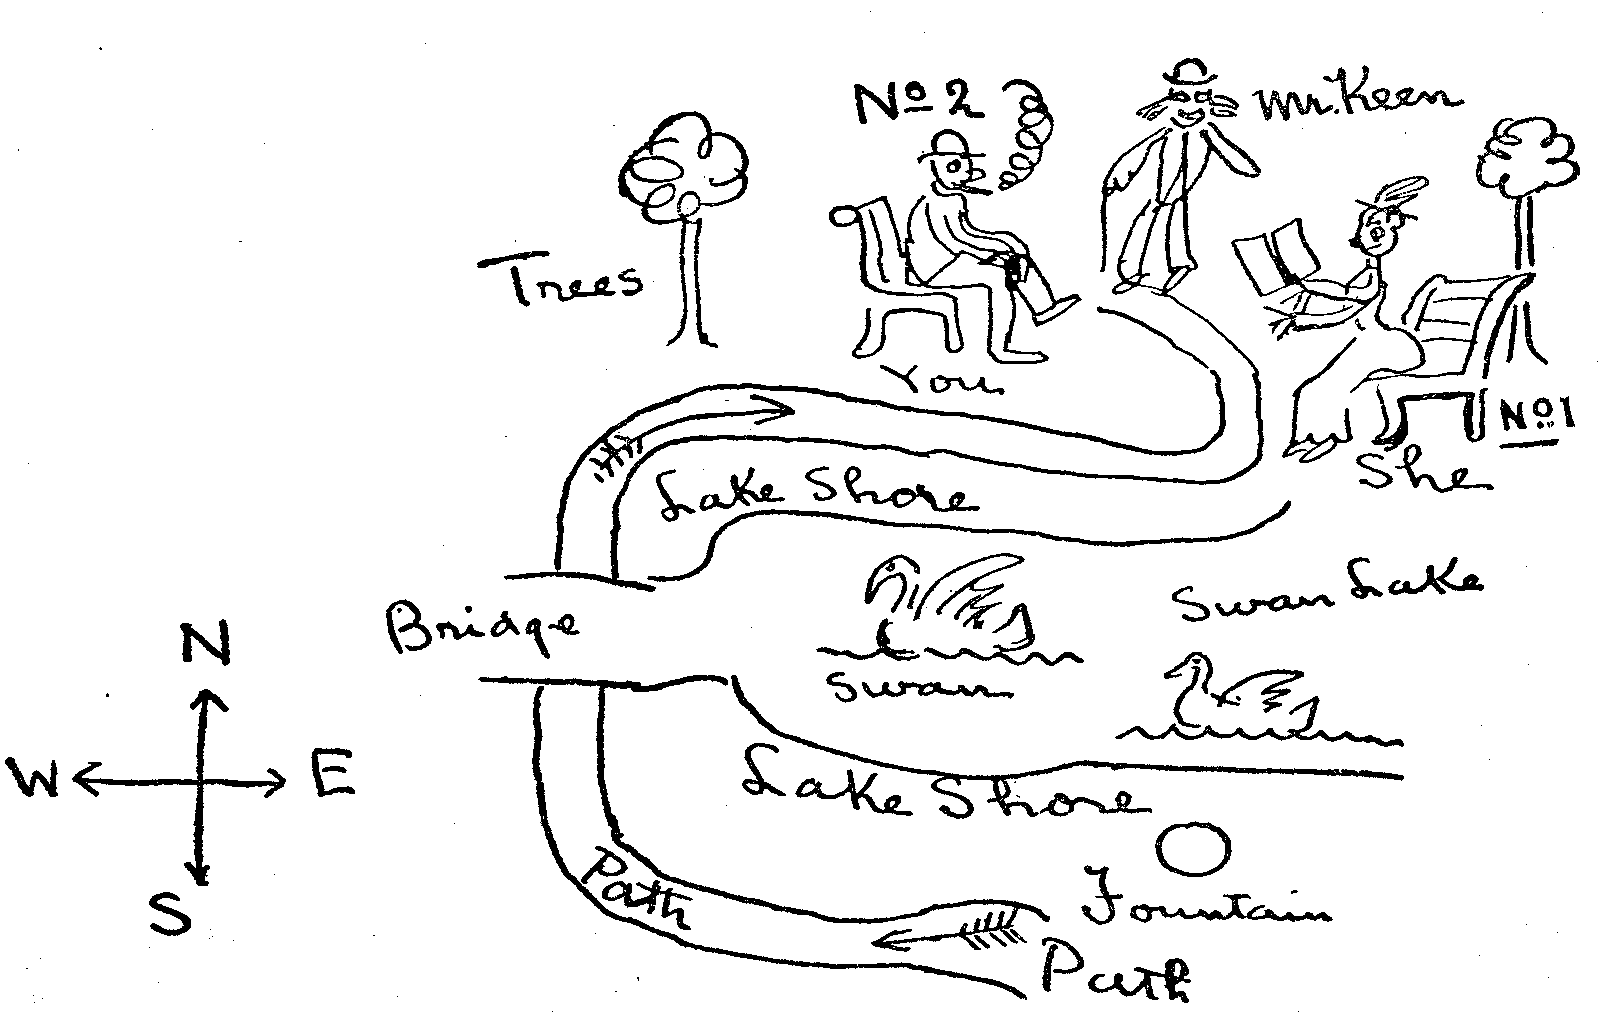 No 2
Mr. Keen
Trees
You
No 1
She
Lake Shore
Swan Lake
Bridge
Swan
N
W E
S
Lake Shore
Path
Fountain
Path